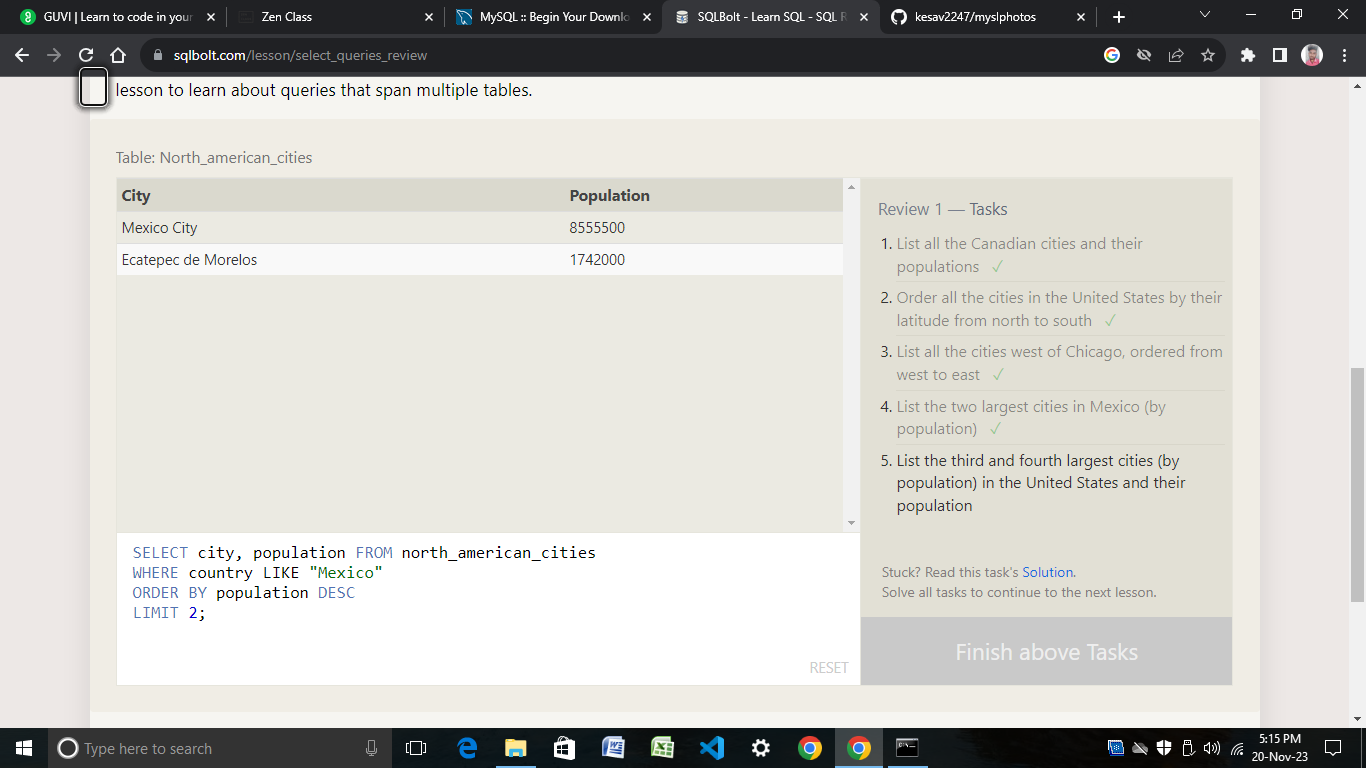 GUVI | Learn to code in your
Zen Class
MySQL :: Begin Your Downlo
SQLBolt - Learn SQL - SQL R
kesav2247/myslphotos
sqlbolt.com/lesson/select_queries_review
lesson to learn about queries that span multiple tables.
Table: North_american_cities
City Population
Mexico City 8555500
Ecatepec de Morelos 1742000
Review 1 — Tasks
1. List all the Canadian cities and their
populations ✓
2. Order all the cities in the United States by their
latitude from north to south ✓
3. List all the cities west of Chicago, ordered from
west to east ✓
4. List the two largest cities in Mexico (by
population) ✓
5. List the third and fourth largest cities (by
population) in the United States and their
population
SELECT city, population FROM north_american_cities
WHERE country LIKE "Mexico"
ORDER BY population DESC
LIMIT 2;
RESET
Stuck? Read this task's Solution.
Solve all tasks to continue to the next lesson.
Finish above Tasks
Type here to search
5:15 PM
20-Nov-23